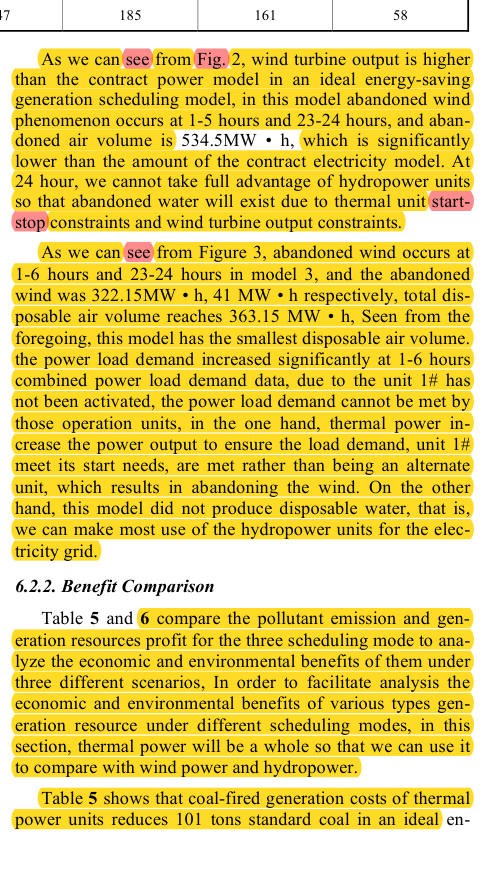 47 185 161 58
As we can see from Fig. 2, wind turbine output is higher
than the contract power model in an ideal energy-saving
generation scheduling model, in this model abandoned wind
phenomenon occurs at 1-5 hours and 23-24 hours, and aban-
doned air volume is 534.5MW • h, which is significantly
lower than the amount of the contract electricity model. At
24 hour, we cannot take full advantage of hydropower units
so that abandoned water will exist due to thermal unit start-
stop constraints and wind turbine output constraints.
As we can see from Figure 3, abandoned wind occurs at
1-6 hours and 23-24 hours in model 3, and the abandoned
wind was 322.15MW • h, 41 MW • h respectively, total dis-
posable air volume reaches 363.15 MW • h, Seen from the
foregoing, this model has the smallest disposable air volume.
the power load demand increased significantly at 1-6 hours
combined power load demand data, due to the unit 1# has
not been activated, the power load demand cannot be met by
those operation units, in the one hand, thermal power in-
crease the power output to ensure the load demand, unit 1#
meet its start needs, are met rather than being an alternate
unit, which results in abandoning the wind. On the other
hand, this model did not produce disposable water, that is,
we can make most use of the hydropower units for the elec-
tricity grid.
6.2.2. Benefit Comparison
Table 5 and 6 compare the pollutant emission and gen-
eration resources profit for the three scheduling mode to ana-
lyze the economic and environmental benefits of them under
three different scenarios, In order to facilitate analysis the
economic and environmental benefits of various types gen-
eration resource under different scheduling modes, in this
section, thermal power will be a whole so that we can use it
to compare with wind power and hydropower.
Table 5 shows that coal-fired generation costs of thermal
power units reduces 101 tons standard coal in an ideal en-